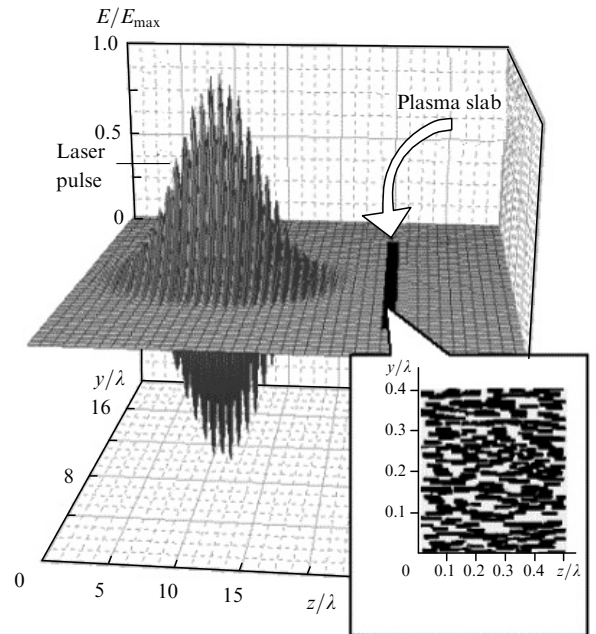 E/E_max
1.0
Plasma slab
0.5
Laser
pulse
0
y/λ
16
8
0
5
10
15
z/λ
y/λ
0.4
0.3
0.2
0.1
0
0.1
0.2
0.3
0.4
z/λ